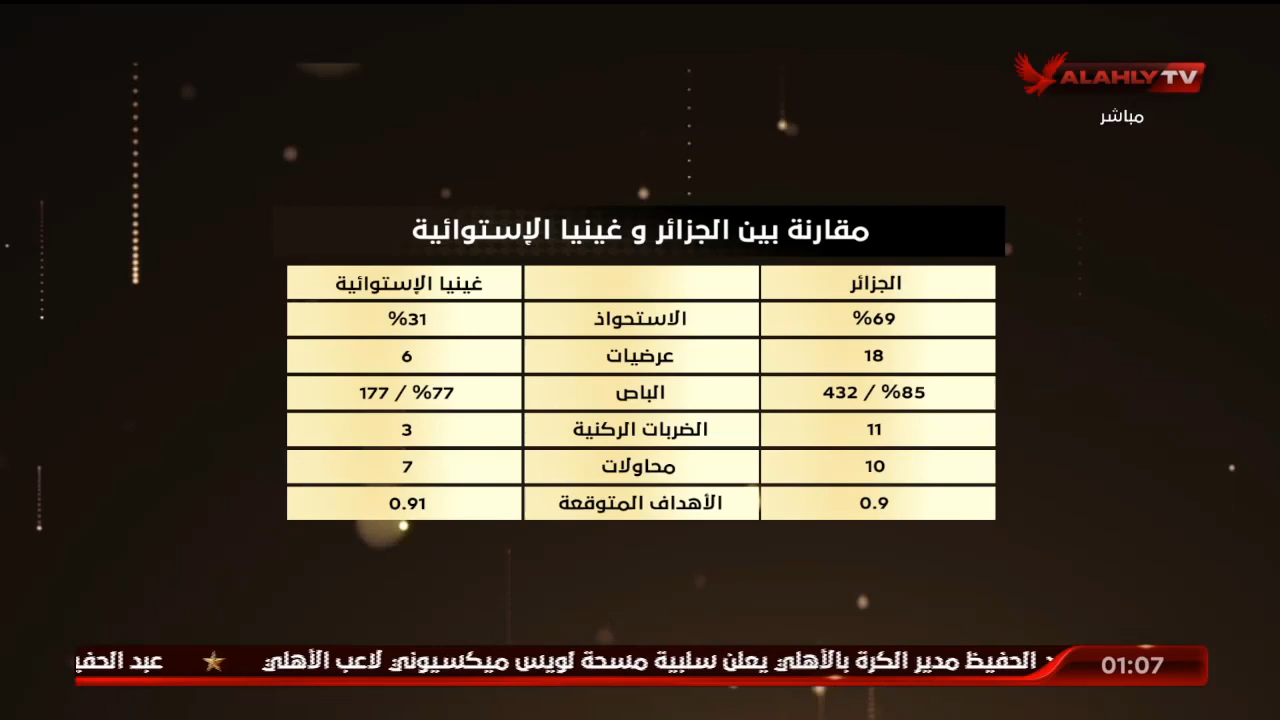 ALAHLY TV
مباشر
مقارنة بين الجزائر و غينيا الإستوائية
الجزائر غينيا الإستوائية
%69 الاستحواذ %31
18 عرضيات 6
%85 / 432 الباص %77 / 177
11 الضربات الركنية 3
10 محاولات 7
0.9 الأهداف المتوقعة 0.91
01:07 الحفيظ مدير الكرة بالأهلي يعلن سلبية مسحة لويس ميكسيوني لاعب الأهلي عبد